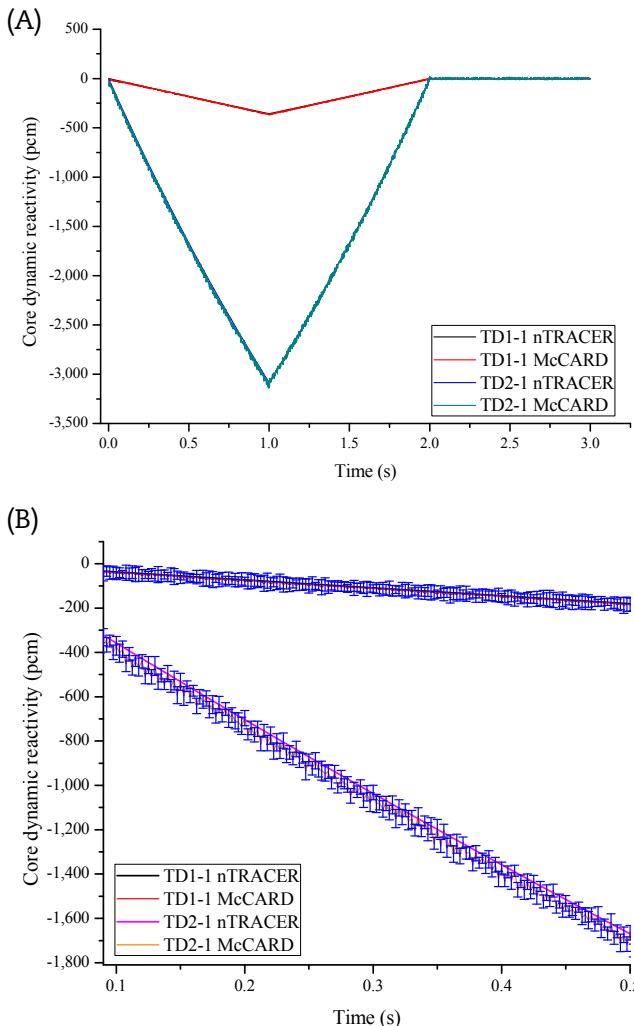 (A)
500
0
-500
-1,000
-1,500
-2,000
-2,500
-3,000
-3,500
Core dynamic reactivity (pcm)
TD1-1 nTRACER
TD1-1 McCARD
TD2-1 nTRACER
TD2-1 McCARD
0.0 0.5 1.0 1.5 2.0 2.5 3.0
Time (s)
(B)
0
-200
-400
-600
-800
-1,000
-1,200
-1,400
-1,600
-1,800
Core dynamic reactivity (pcm)
TD1-1 nTRACER
TD1-1 McCARD
TD2-1 nTRACER
TD2-1 McCARD
0.1 0.2 0.3 0.4 0.5
Time (s)